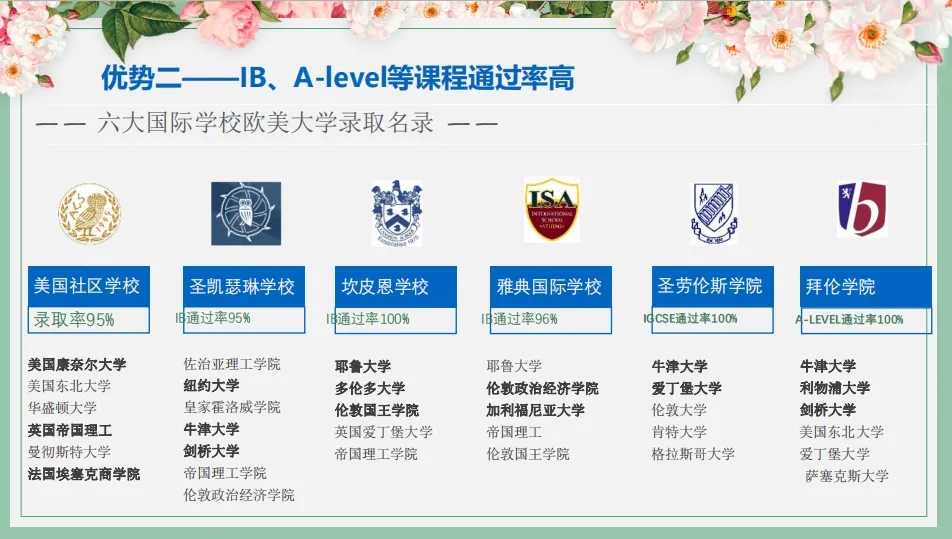 优势二——IB、A-level等课程通过率高
—— 六大国际学校欧美大学录取名录 ——
ISA
INTERNATIONAL
SCHOOL
ATHENS
b
美国社区学校
录取率95%
美国康奈尔大学
美国东北大学
华盛顿大学
英国帝国理工
曼彻斯特大学
法国埃塞克商学院
圣凯瑟琳学校
IB通过率95%
佐治亚理工学院
纽约大学
皇家霍洛威学院
牛津大学
剑桥大学
帝国理工学院
伦敦政治经济学院
坎皮恩学校
IB通过率100%
耶鲁大学
多伦多大学
伦敦国王学院
英国爱丁堡大学
帝国理工学院
雅典国际学校
IB通过率96%
耶鲁大学
伦敦政治经济学院
加利福尼亚大学
帝国理工
伦敦国王学院
圣劳伦斯学院
IGCSE通过率100%
牛津大学
爱丁堡大学
伦敦大学
肯特大学
格拉斯哥大学
拜伦学院
A-LEVEL通过率100%
牛津大学
利物浦大学
剑桥大学
美国东北大学
爱丁堡大学
萨塞克斯大学